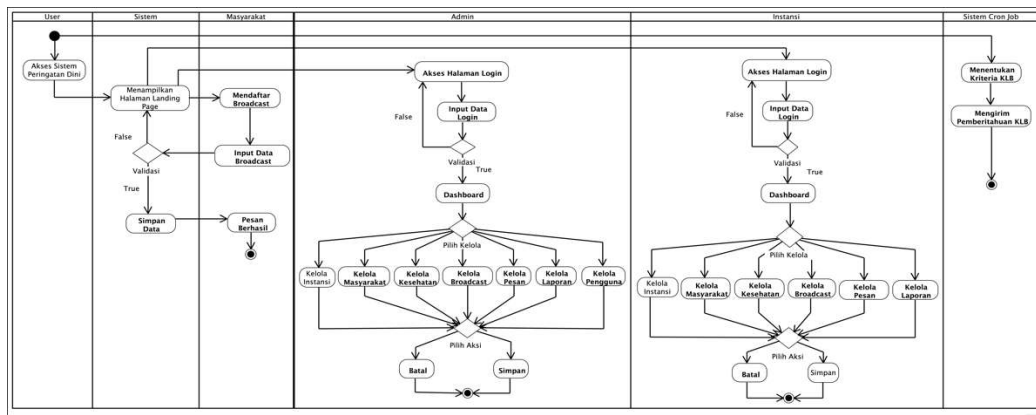 User
Sistem
Masyarakat
Admin
Instansi
Sistem Cron Job
Akses Sistem
Peringatan Dini
Menampilkan
Halaman Landing
Page
False
Validasi
True
Simpan
Data
Mendaftar
Broadcast
Input Data
Broadcast
Pesan
Berhasil
Akses Halaman Login
Input Data
Login
False
Validasi
True
Dashboard
Pilih Kelola
Kelola
Instansi
Kelola
Masyarakat
Kelola
Kesehatan
Kelola
Broadcast
Kelola
Pesan
Kelola
Laporan
Kelola
Pengguna
Pilih Aksi
Batal
Simpan
Akses Halaman Login
Input Data
Login
False
Validasi
True
Dashboard
Pilih Kelola
Kelola
Instansi
Kelola
Masyarakat
Kelola
Kesehatan
Kelola
Broadcast
Kelola
Pesan
Kelola
Laporan
Pilih Aksi
Batal
Simpan
Menentukan
Kriteria KLB
Mengirim
Pemberitahuan KLB